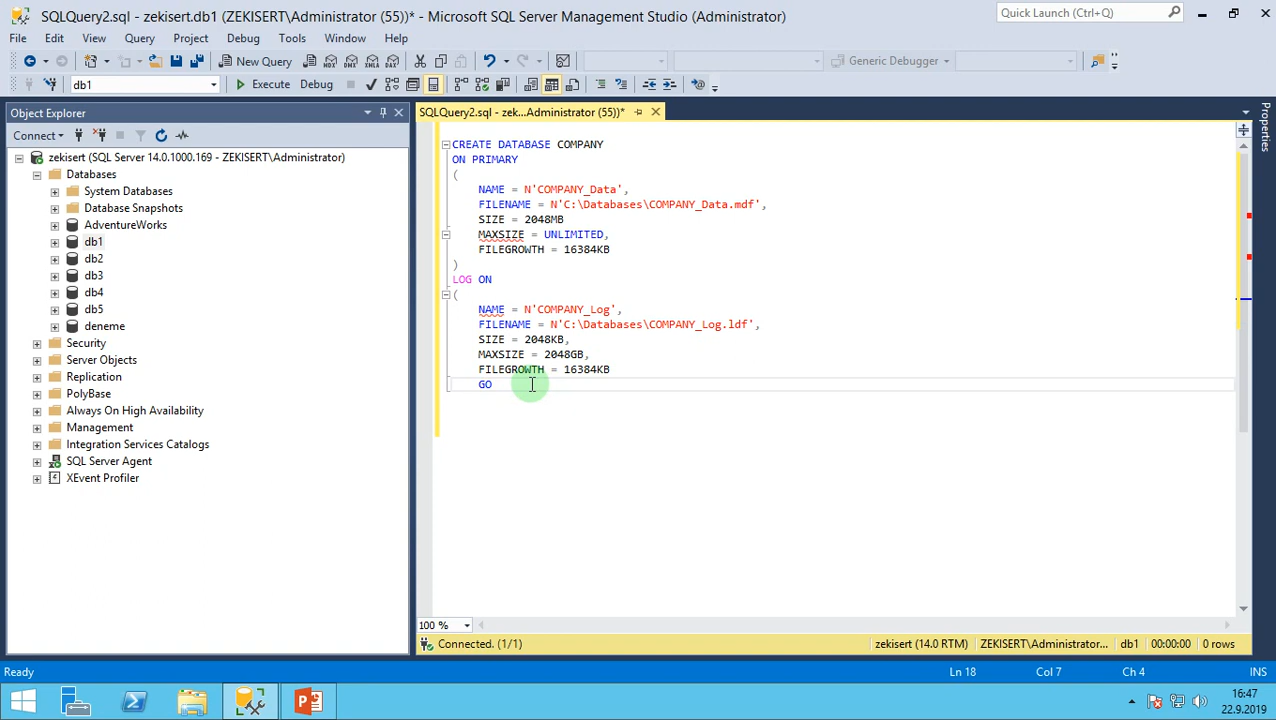 SQLQuery2.sql - zekisert.db1 (ZEKISERT\Administrator (55))* - Microsoft SQL Server Management Studio (Administrator)
Quick Launch (Ctrl+Q)
File Edit View Query Project Debug Tools Window Help
New Query
Generic Debugger
db1
Execute Debug
Object Explorer
SQLQuery2.sql - zek...Administrator (55))*
Properties
Connect
zekisert (SQL Server 14.0.1000.169 - ZEKISERT\Administrator)
Databases
System Databases
Database Snapshots
AdventureWorks
db1
db2
db3
db4
db5
deneme
Security
Server Objects
Replication
PolyBase
Always On High Availability
Management
Integration Services Catalogs
SQL Server Agent
XEvent Profiler
CREATE DATABASE COMPANY
ON PRIMARY
(
NAME = N'COMPANY_Data',
FILENAME = N'C:\Databases\COMPANY_Data.mdf',
SIZE = 2048MB
MAXSIZE = UNLIMITED,
FILEGROWTH = 16384KB
)
LOG ON
(
NAME = N'COMPANY_Log',
FILENAME = N'C:\Databases\COMPANY_Log.ldf',
SIZE = 2048KB,
MAXSIZE = 2048GB,
FILEGROWTH = 16384KB
GO
100 %
Connected. (1/1)
zekisert (14.0 RTM) ZEKISERT\Administrator... db1 00:00:00 0 rows
Ready
Ln 18 Col 7 Ch 4 INS
16:47
22.9.2019